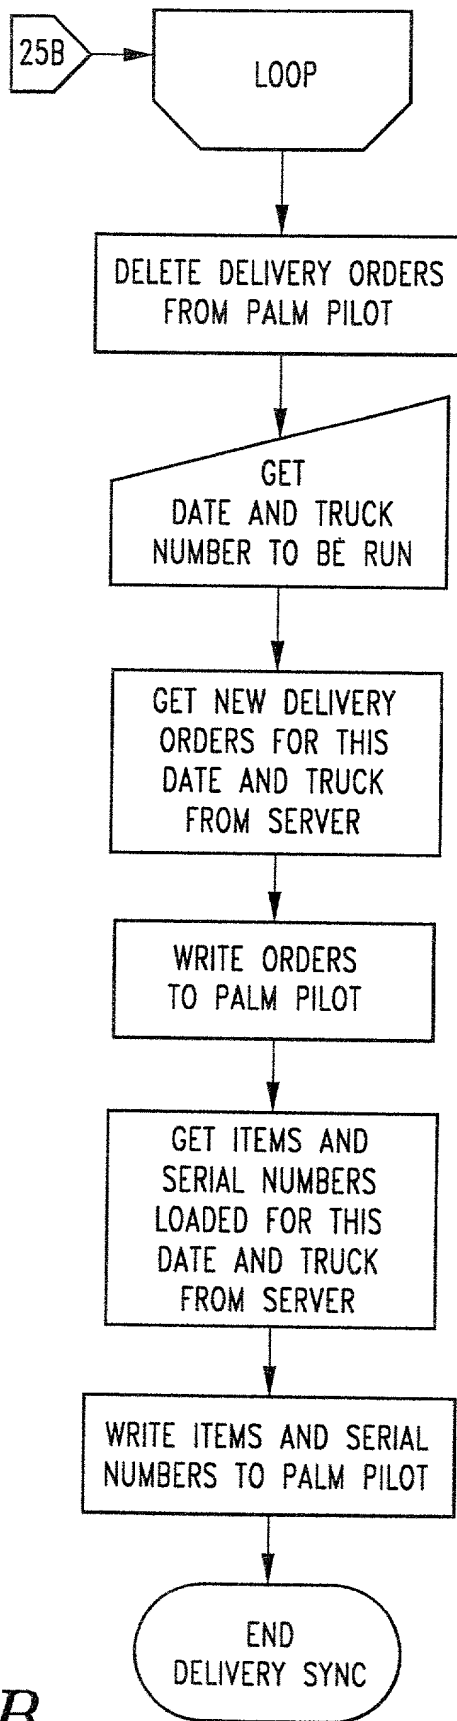 25B
LOOP
DELETE DELIVERY ORDERS
FROM PALM PILOT
GET
DATE AND TRUCK
NUMBER TO BE RUN
GET NEW DELIVERY
ORDERS FOR THIS
DATE AND TRUCK
FROM SERVER
WRITE ORDERS
TO PALM PILOT
GET ITEMS AND
SERIAL NUMBERS
LOADED FOR THIS
DATE AND TRUCK
FROM SERVER
WRITE ITEMS AND SERIAL
NUMBERS TO PALM PILOT
END
DELIVERY SYNC